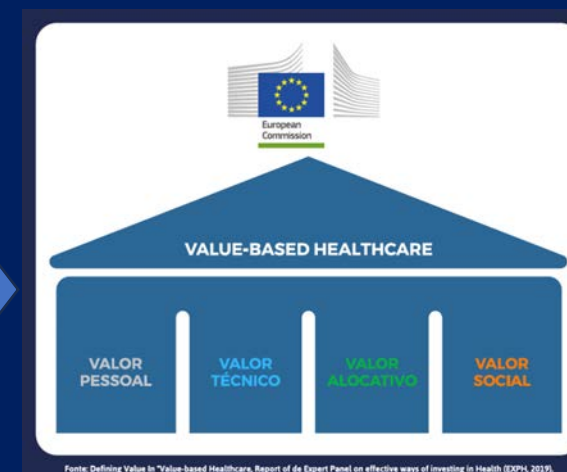 European
Commission
VALUE-BASED HEALTHCARE
VALOR
PESSOAL
VALOR
TÉCNICO
VALOR
ALOCATIVO
VALOR
SOCIAL
Fonte: Defining Value In "Value-based Healthcare, Report of de Expert Panel on effective ways of investing in Health (EXPH, 2019).